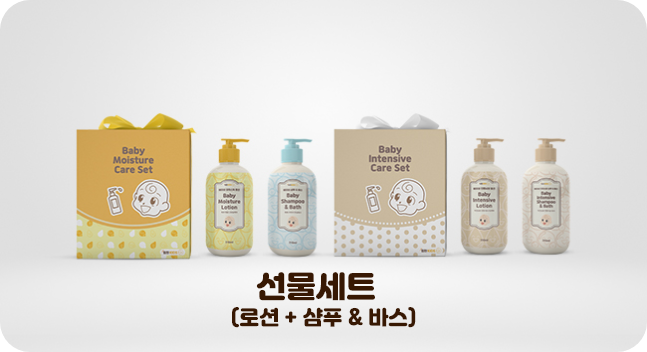 Baby
Moisture
Care Set
Baby
Moisture
Lotion
Baby
Shampoo
& Bath
Baby
Intensive
Care Set
Baby
Intensive
Lotion
Baby
Intensive
Shampoo
& Bath
선물세트
(로션 + 샴푸 & 바스)